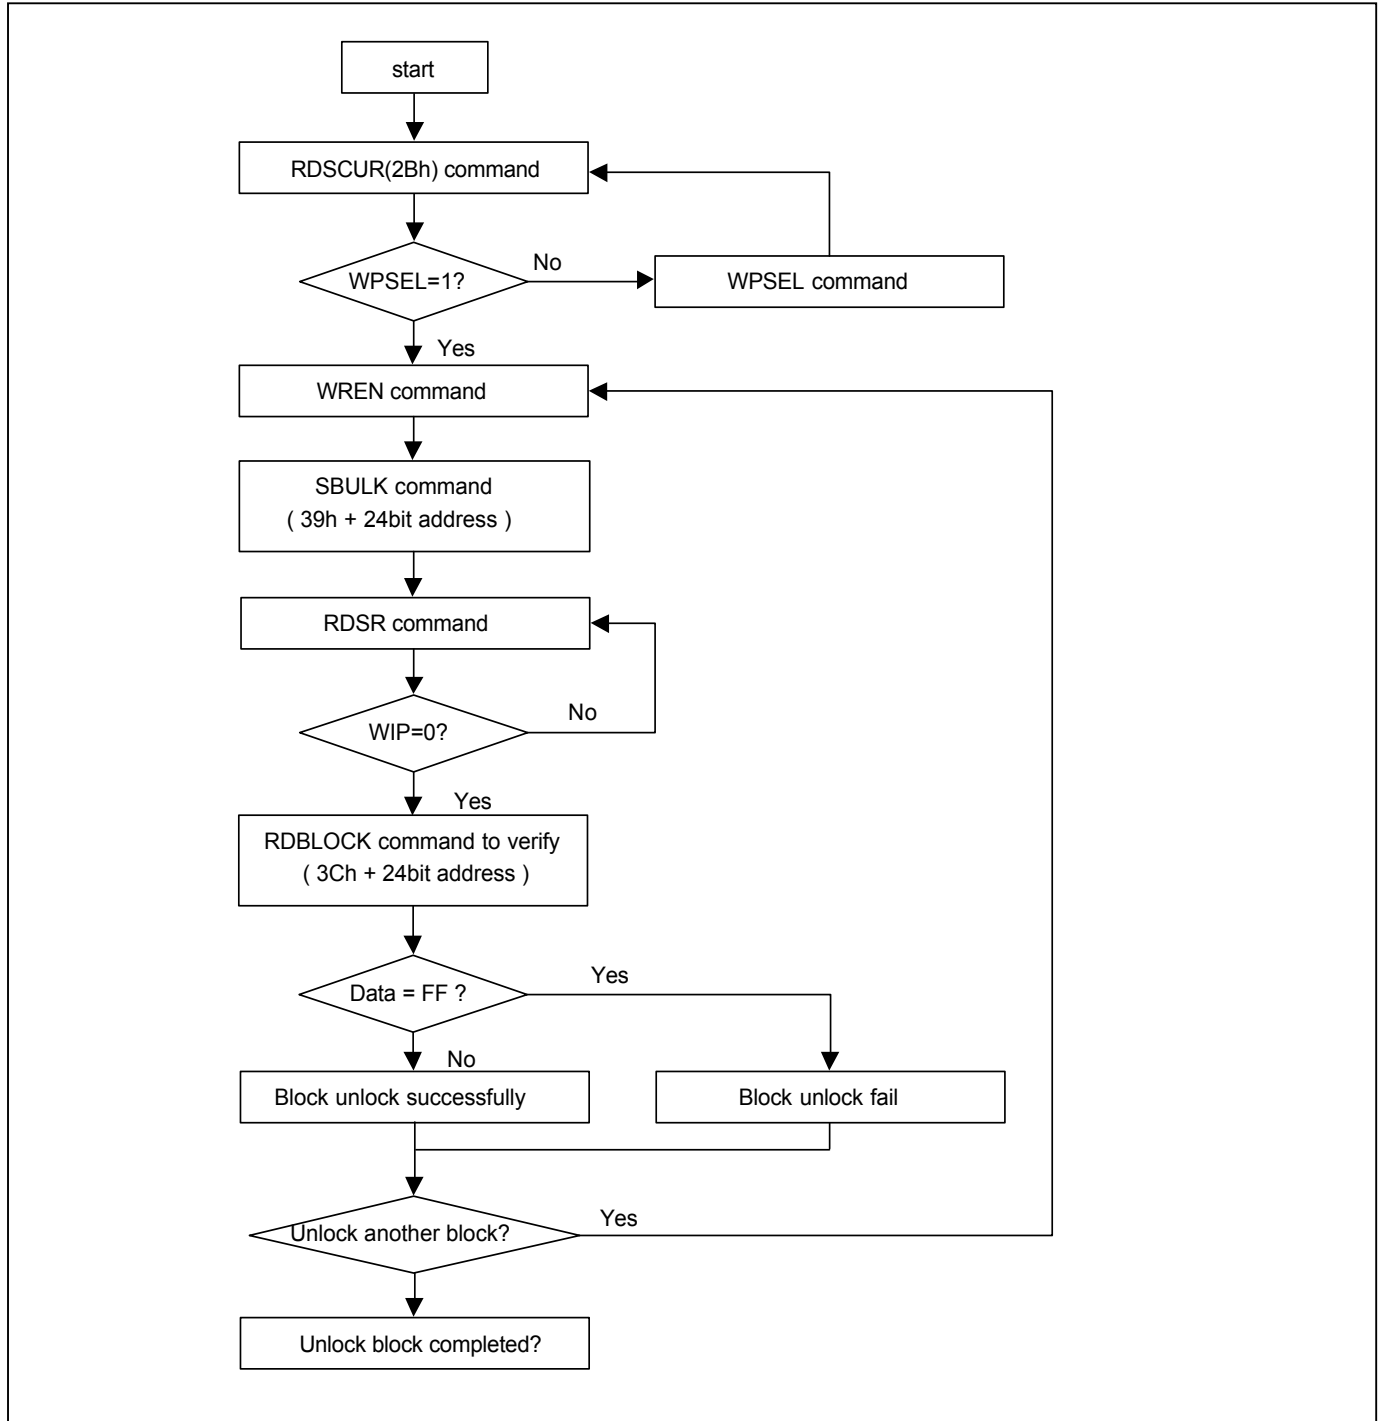 start
RDSCUR(2Bh) command
WPSEL=1?
No
WPSEL command
Yes
WREN command
SBULK command
( 39h + 24bit address )
RDSR command
WIP=0?
No
Yes
RDBLOCK command to verify
( 3Ch + 24bit address )
Data = FF ?
Yes
No
Block unlock successfully
Block unlock fail
Unlock another block?
Yes
Unlock block completed?